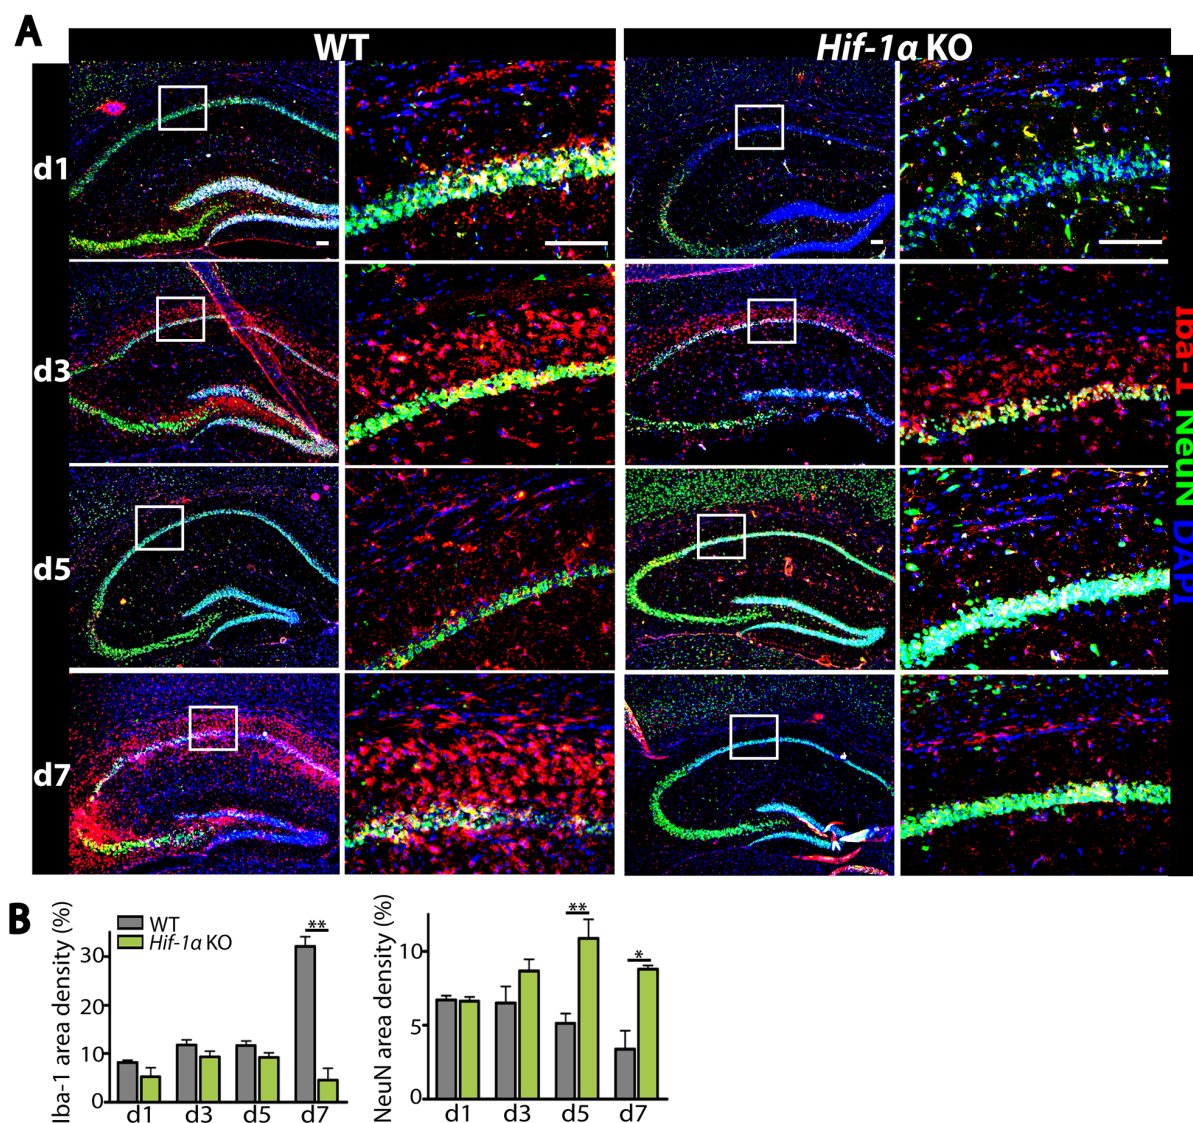 A
WT
Hif-1α KO
d1
d3
d5
d7
Iba-1 NeuN DAPI
B
Iba-1 area density (%)
WT
Hif-1α KO
30
20
10
0
**
d1 d3 d5 d7
NeuN area density (%)
10
5
0
**
*
d1 d3 d5 d7